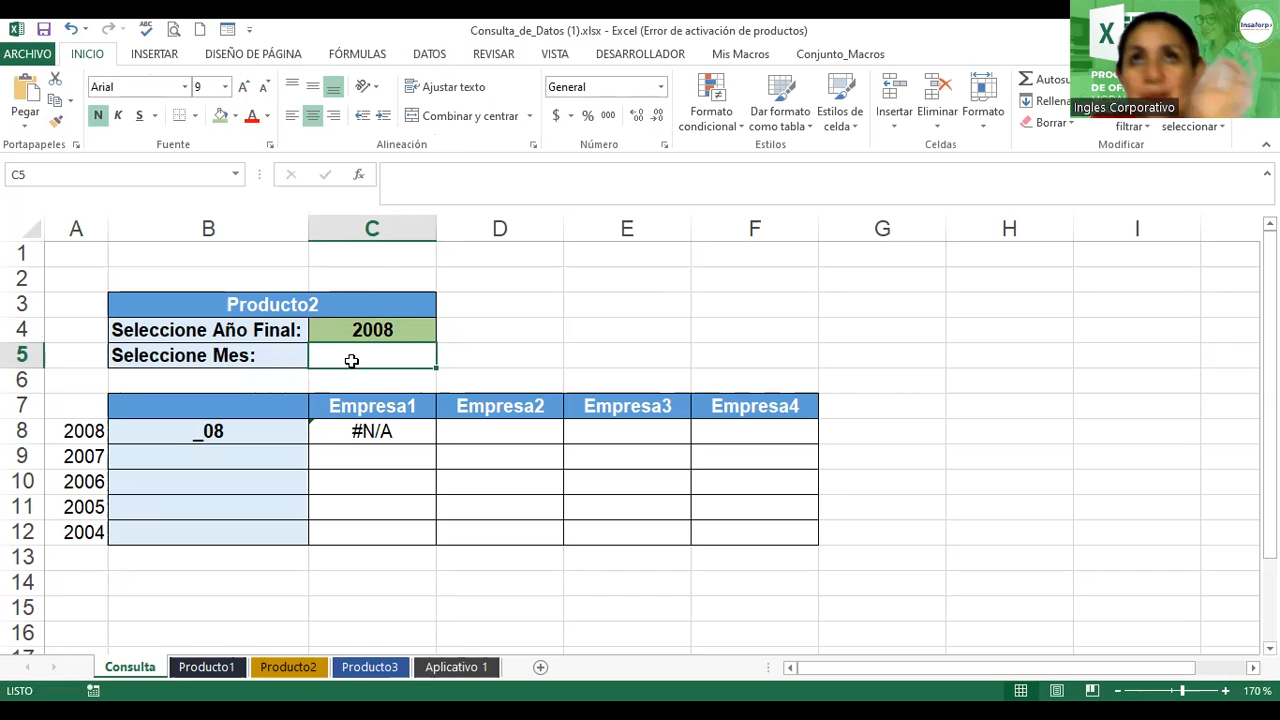 Consulta_de_Datos (1).xlsx - Excel (Error de activación de productos)
Insaforp
ARCHIVO INICIO INSERTAR DISEÑO DE PÁGINA FÓRMULAS DATOS REVISAR VISTA DESARROLLADOR Mis Macros Conjunto_Macros
Pegar
Arial 9
N K S
Ajustar texto
Combinar y centrar
General
$ % 000
Formato condicional
Dar formato como tabla
Estilos de celda
Insertar
Eliminar
Formato
Autosu
Rellena
Borrar
filtrar
seleccionar
Ingles Corporativo
Portapapeles Fuente Alineación Número Estilos Celdas Modificar
C5
fx
A B C D E F G H I
1
2
3 Producto2
4 Seleccione Año Final: 2008
5 Seleccione Mes:
6
7 Empresa1 Empresa2 Empresa3 Empresa4
8 2008 _08 #N/A
9 2007
10 2006
11 2005
12 2004
13
14
15
16
17
Consulta Producto1 Producto2 Producto3 Aplicativo 1
LISTO
170 %